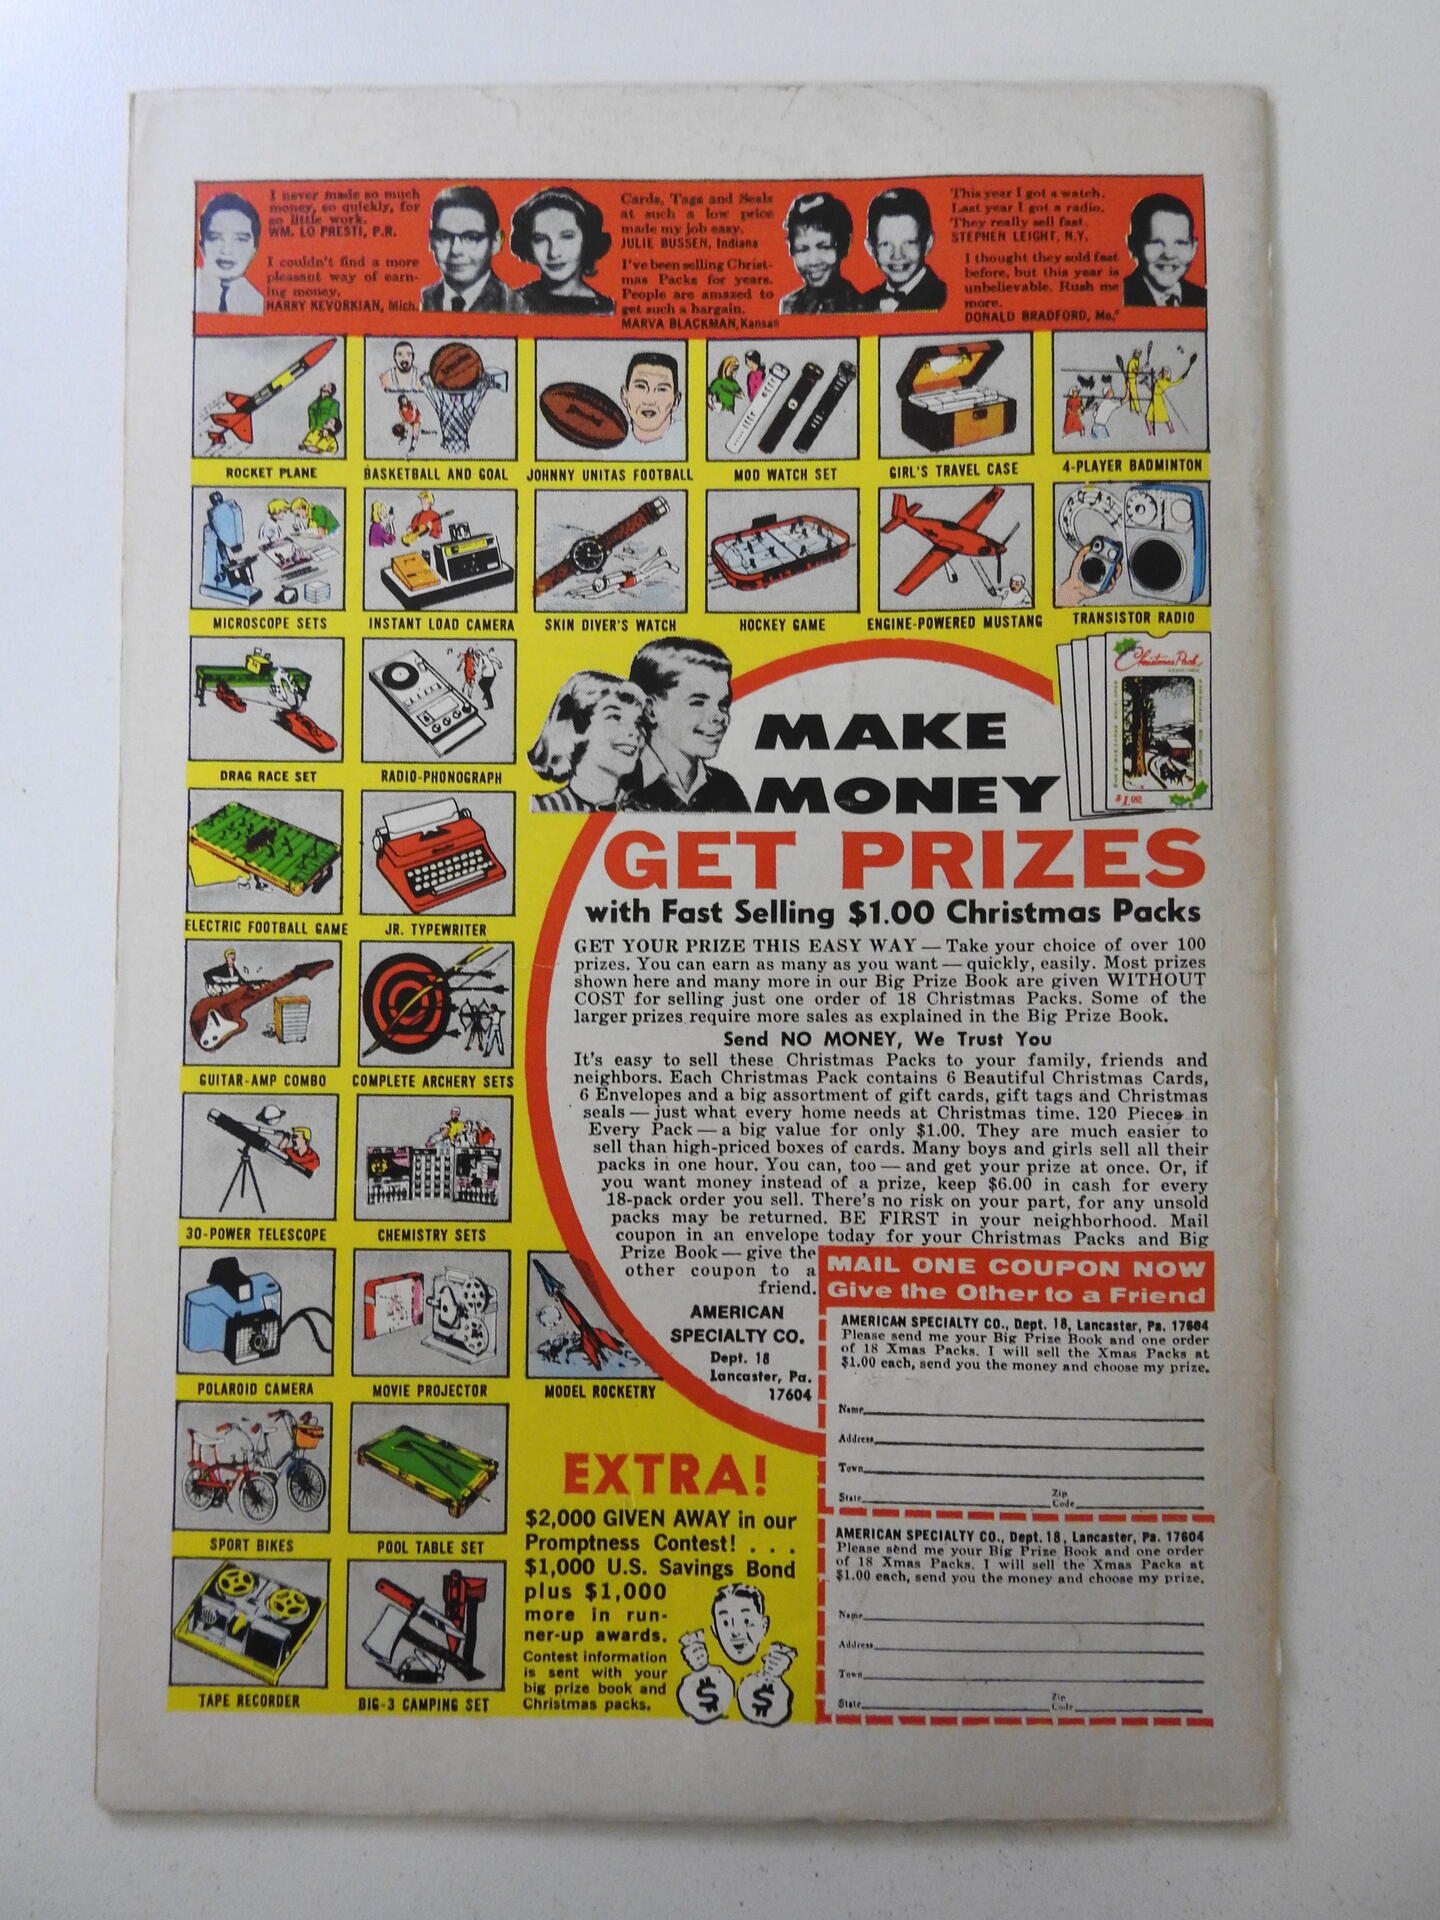 I never made so much
money, so quickly, for
so little work.
WM. LO PRESTI, P.R.
I couldn't find a more
pleasant way of earn-
ing money.
HARRY KEVORKIAN, Mich.
Cards, Tags and Seals
at such a low price
made my job easy.
JULIE BUSSEN, Indiana
I've been selling Christ-
mas Packs for years.
People are amazed to
get such a bargain.
MARVA BLACKMAN, Kansas
This year I got a watch.
Last year I got a radio.
They really sell fast.
STEPHEN LEIGHT, N.Y.
I thought they sold fast
before, but this year is
unbelievable. Rush me
more.
DONALD BRADFORD, Mo."
ROCKET PLANE
BASKETBALL AND GOAL
JOHNNY UNITAS FOOTBALL
MOD WATCH SET
GIRL'S TRAVEL CASE
4-PLAYER BADMINTON
MICROSCOPE SETS
INSTANT LOAD CAMERA
SKIN DIVER'S WATCH
HOCKEY GAME
ENGINE-POWERED MUSTANG
TRANSISTOR RADIO
DRAG RACE SET
RADIO-PHONOGRAPH
Christmas Pack
$1.00
MAKE
MONEY
GET PRIZES
with Fast Selling $1.00 Christmas Packs
ELECTRIC FOOTBALL GAME
JR. TYPEWRITER
GET YOUR PRIZE THIS EASY WAY — Take your choice of over 100
prizes. You can earn as many as you want — quickly, easily. Most prizes
shown here and many more in our Big Prize Book are given WITHOUT
COST for selling just one order of 18 Christmas Packs. Some of the
larger prizes require more sales as explained in the Big Prize Book.
Send NO MONEY, We Trust You
It's easy to sell these Christmas Packs to your family, friends and
neighbors. Each Christmas Pack contains 6 Beautiful Christmas Cards,
6 Envelopes and a big assortment of gift cards, gift tags and Christmas
seals — just what every home needs at Christmas time. 120 Pieces in
Every Pack — a big value for only $1.00. They are much easier to
sell than high-priced boxes of cards. Many boys and girls sell all their
packs in one hour. You can, too — and get your prize at once. Or, if
you want money instead of a prize, keep $6.00 in cash for every
18-pack order you sell. There's no risk on your part, for any unsold
packs may be returned. BE FIRST in your neighborhood. Mail
coupon in an envelope today for your Christmas Packs and Big
Prize Book — give the
other coupon to a
friend.
AMERICAN
SPECIALTY CO.
Dept. 18
Lancaster, Pa.
17604
GUITAR-AMP COMBO
COMPLETE ARCHERY SETS
30-POWER TELESCOPE
CHEMISTRY SETS
POLAROID CAMERA
MOVIE PROJECTOR
MODEL ROCKETRY
SPORT BIKES
POOL TABLE SET
TAPE RECORDER
BIG-3 CAMPING SET
EXTRA!
$2,000 GIVEN AWAY in our
Promptness Contest! . . .
$1,000 U.S. Savings Bond
plus $1,000
more in run-
ner-up awards.
Contest information
is sent with your
big prize book and
Christmas packs.
$ $
MAIL ONE COUPON NOW
Give the Other to a Friend
AMERICAN SPECIALTY CO., Dept. 18, Lancaster, Pa. 17604
Please send me your Big Prize Book and one order
of 18 Xmas Packs. I will sell the Xmas Packs at
$1.00 each, send you the money and choose my prize.
Name
Address
Town
State Zip Code
AMERICAN SPECIALTY CO., Dept. 18, Lancaster, Pa. 17604
Please send me your Big Prize Book and one order
of 18 Xmas Packs. I will sell the Xmas Packs at
$1.00 each, send you the money and choose my prize.
Name
Address
Town
State Zip Code